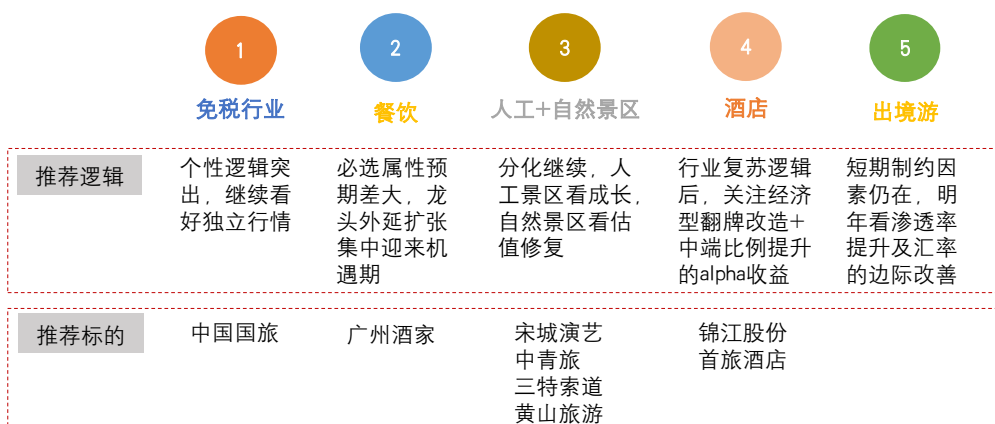 1
2
3
4
5
免税行业
餐饮
人工+自然景区
酒店
出境游
推荐逻辑
个性逻辑突
出，继续看
好独立行情
必选属性预
期差大，龙
头外延扩张
集中迎来机
遇期
分化继续，人
工景区看成长，
自然景区看估
值修复
行业复苏逻辑
后，关注经济
型翻牌改造+
中端比例提升
的alpha收益
短期制约因
素仍在，明
年看渗透率
提升及汇率
的边际改善
推荐标的
中国国旅
广州酒家
宋城演艺
中青旅
三特索道
黄山旅游
锦江股份
首旅酒店